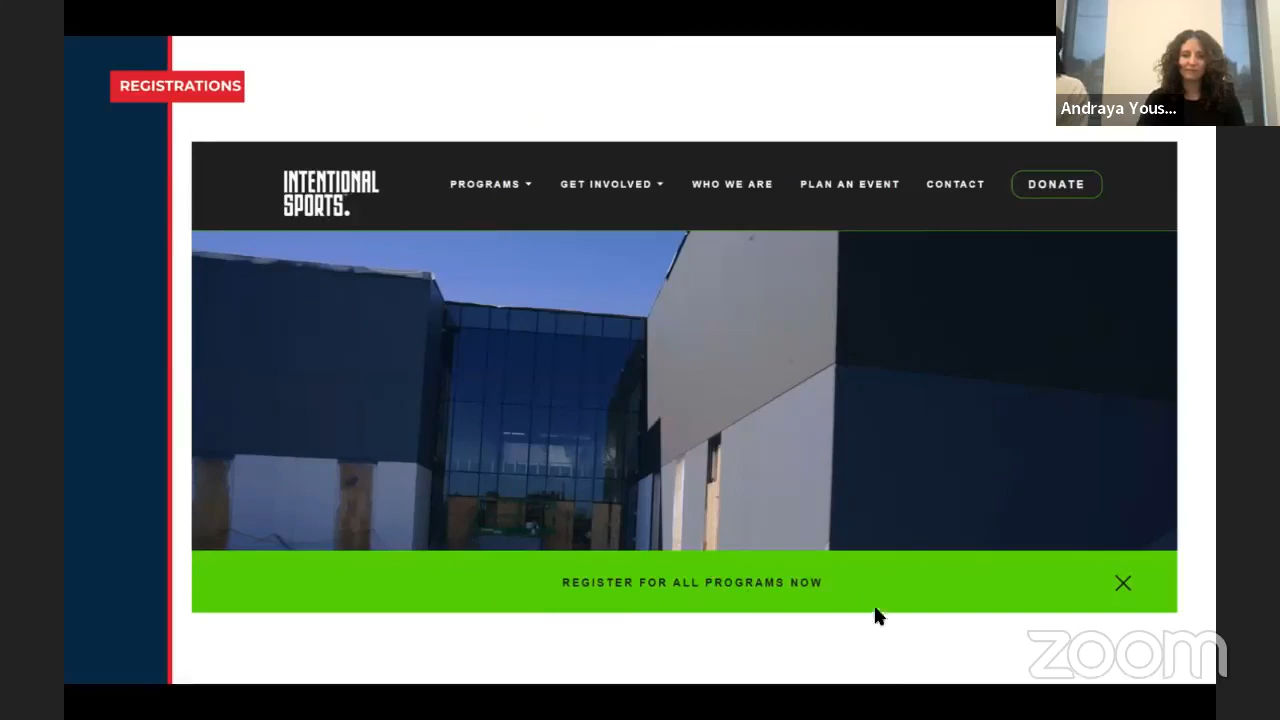 REGISTRATIONS
Andraya Yous...
INTENTIONAL
SPORTS.
PROGRAMS
GET INVOLVED
WHO WE ARE
PLAN AN EVENT
CONTACT
DONATE
REGISTER FOR ALL PROGRAMS NOW
zoom